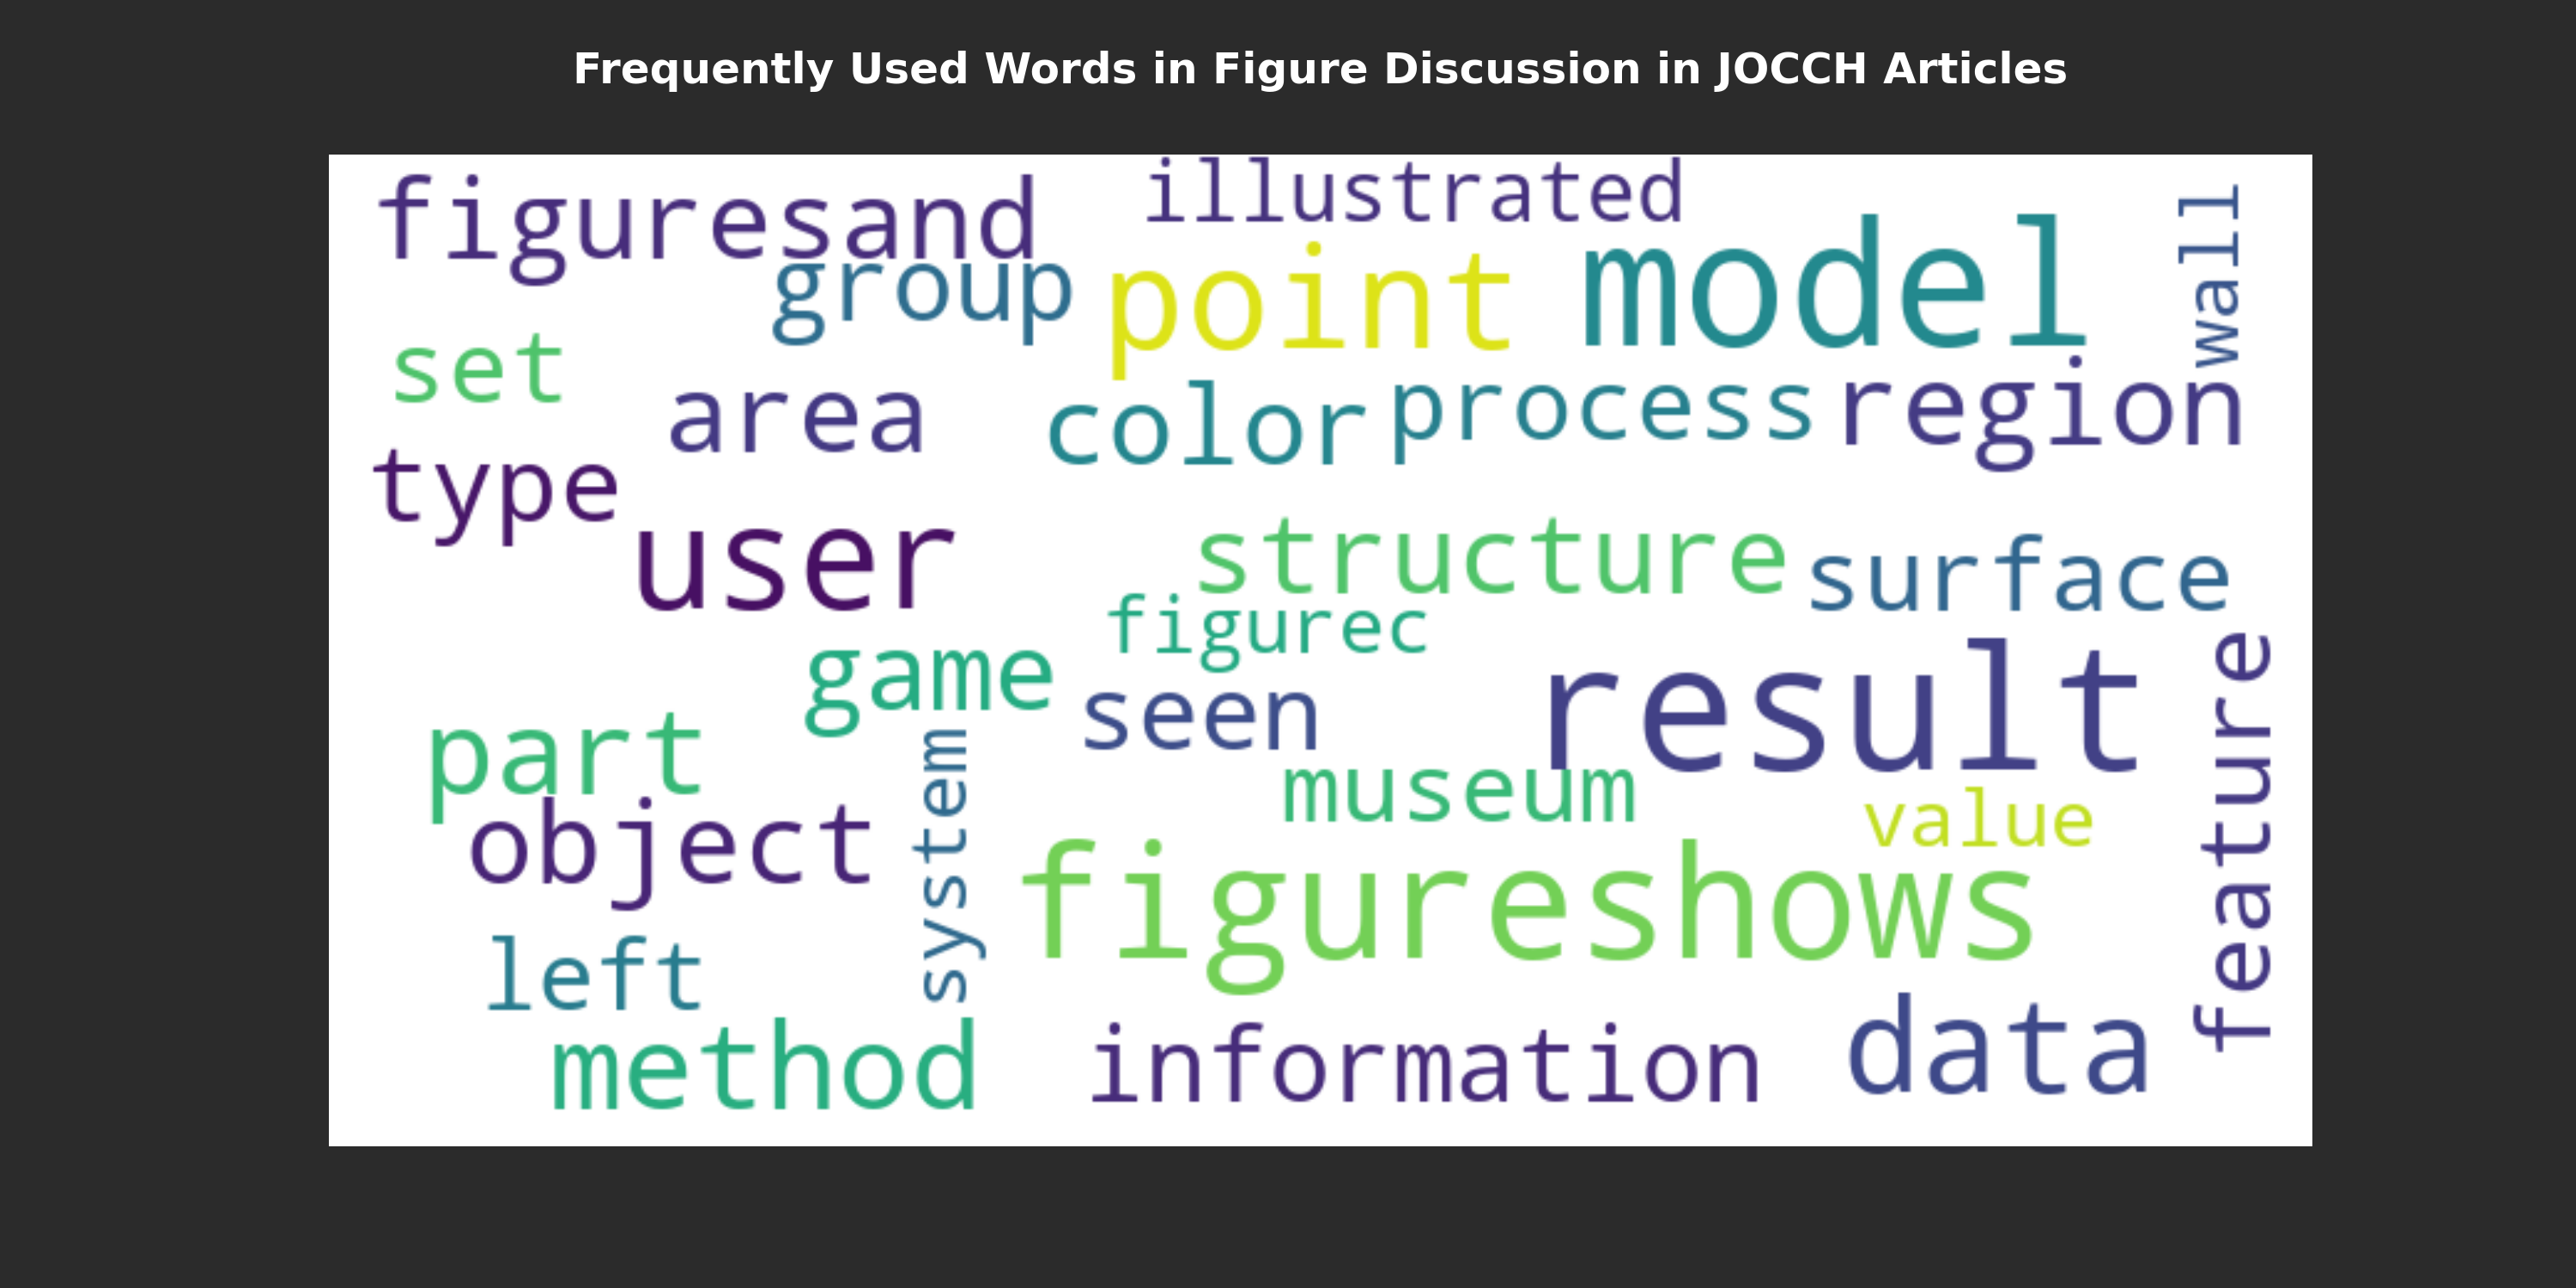 Frequently Used Words in Figure Discussion in JOCCH Articles
illustrated
figuresand
wall
group
point
model
set
area
color
process
region
type
user
structure
surface
figurec
game
seen
result
feature
part
system
museum
value
object
figureshows
left
method
information
data